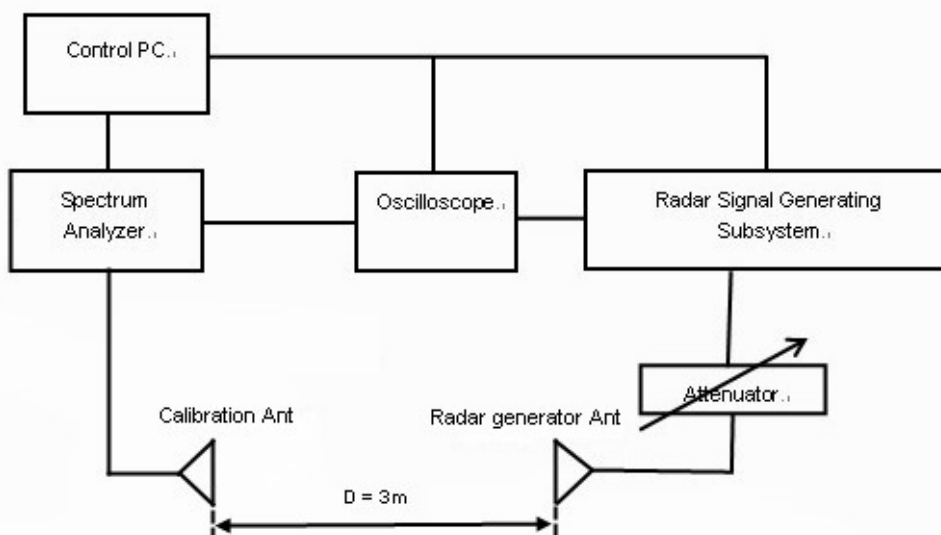 Control PC.
Spectrum
Analyzer.
Oscilloscope.
Radar Signal Generating
Subsystem.
Attenuator.
Calibration Ant
Radar generator Ant
D = 3m